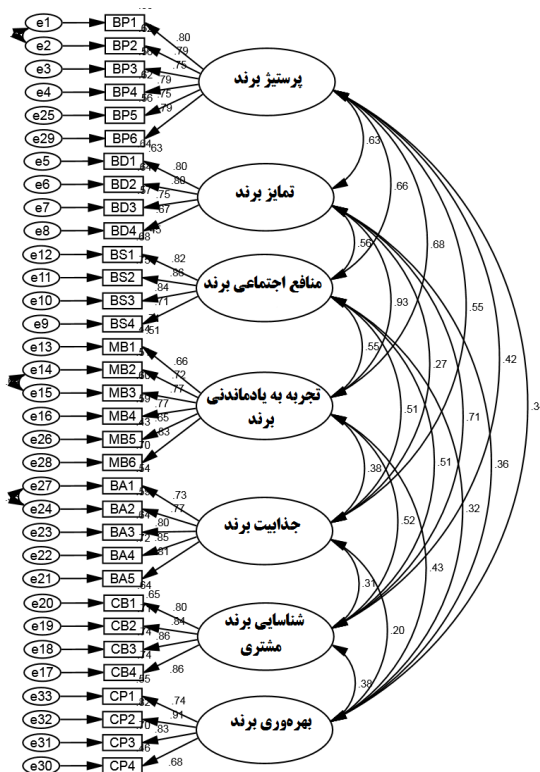 e1 BP1 .80
e2 BP2 .79
e3 BP3 .75
e4 BP4 .79
e25 BP5 .75
e29 BP6 .79
پرستیژ برند
.63
e5 BD1 .80
e6 BD2 .80
e7 BD3 .75
e8 BD4 .67
تمایز برند
.63
.66
.56
.68
e12 BS1 .82
e11 BS2 .86
e10 BS3 .84
e9 BS4 .71
منافع اجتماعی برند
.93
.55
.55
.27
.42
.51
e13 MB1 .66
e14 MB2 .72
e15 MB3 .77
e16 MB4 .77
e26 MB5 .65
e28 MB6 .83
تجربه به یادماندنی
برند
.51
.71
.36
.38
.51
.32
e27 BA1 .73
e24 BA2 .77
e23 BA3 .80
e22 BA4 .85
e21 BA5 .81
جذابیت برند
.52
.43
.31
.20
e20 CB1 .80
e19 CB2 .84
e18 CB3 .86
e17 CB4 .86
شناسایی برند
مشتری
.38
e33 CP1 .74
e32 CP2 .91
e31 CP3 .83
e30 CP4 .68
بهره‌وری برند